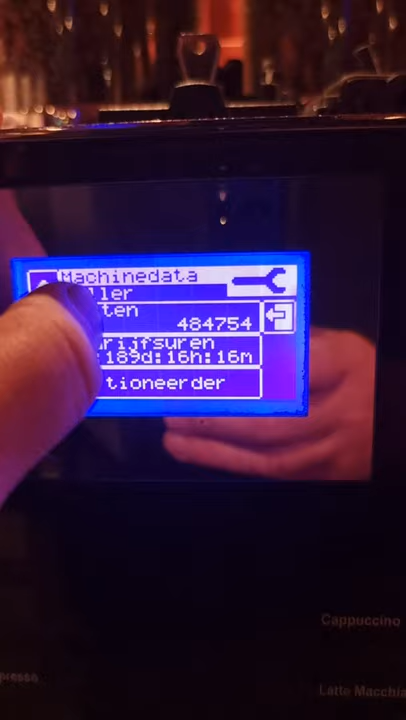 Machinedata
ller
ten
484754
rijfsuren
189d:16h:16m
tioneerder
Cappuccino
presso
Latte Macchia